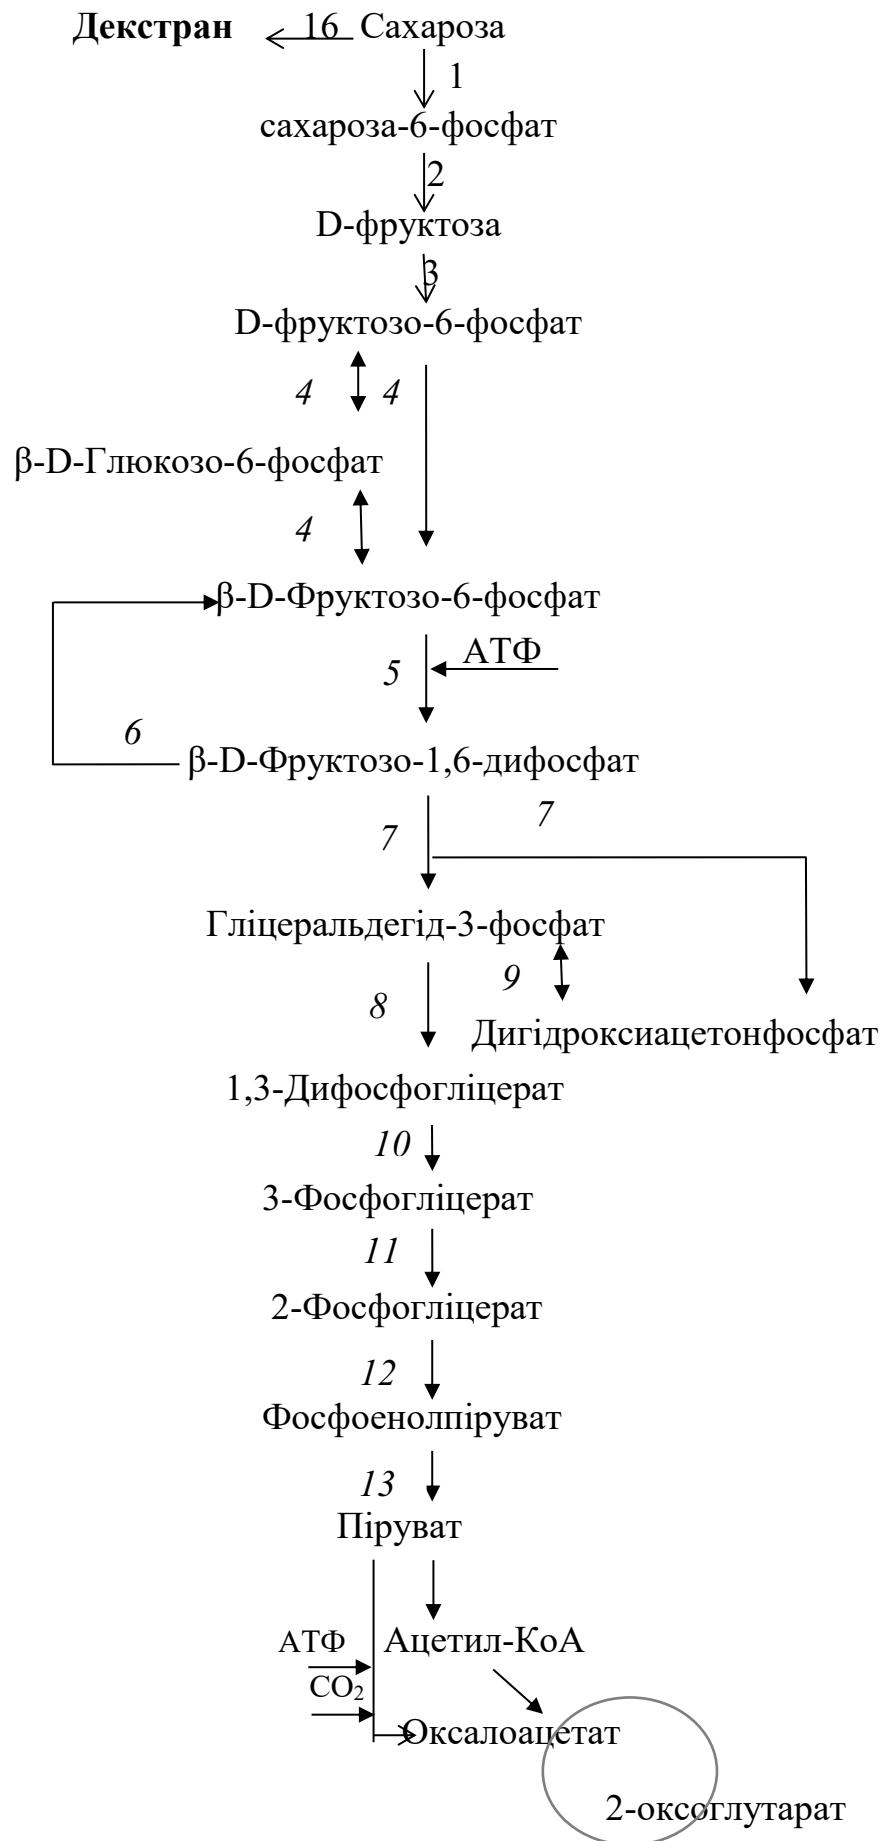 Декстран 16 Сахароза
1
сахароза-6-фосфат
2
D-фруктоза
3
D-фруктозо-6-фосфат
4 4
β-D-Глюкозо-6-фосфат
4
β-D-Фруктозо-6-фосфат
АТФ
5
6
β-D-Фруктозо-1,6-дифосфат
7
7
Гліцеральдегід-3-фосфат
9
8
Дигідроксиацетонфосфат
1,3-Дифосфогліцерат
10
3-Фосфогліцерат
11
2-Фосфогліцерат
12
Фосфоенолпіруват
13
Піруват
АТФ Ацетил-КоА
CO₂
Оксалоацетат
2-оксоглутарат